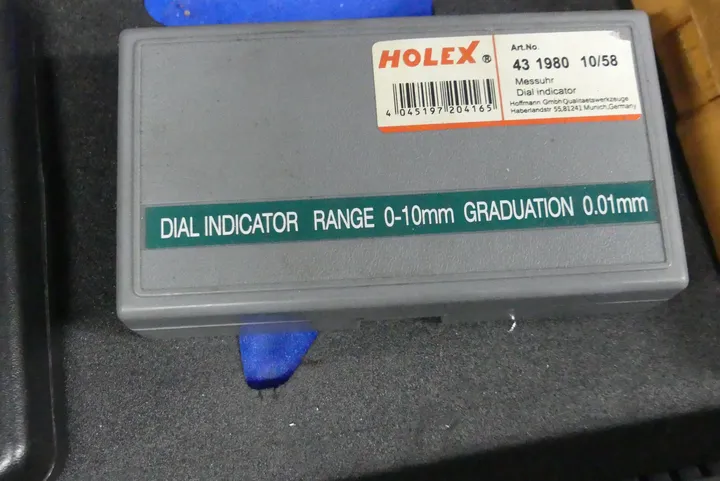 HOLEX ®
4 045197 204165
Art.No.
43 1980 10/58
Messuhr
Dial indicator
Hoffmann Gmbh,Qualitaetswerkzeuge
Haberlandstr 55,81241 Munich,Germany
DIAL INDICATOR RANGE 0-10mm GRADUATION 0.01mm